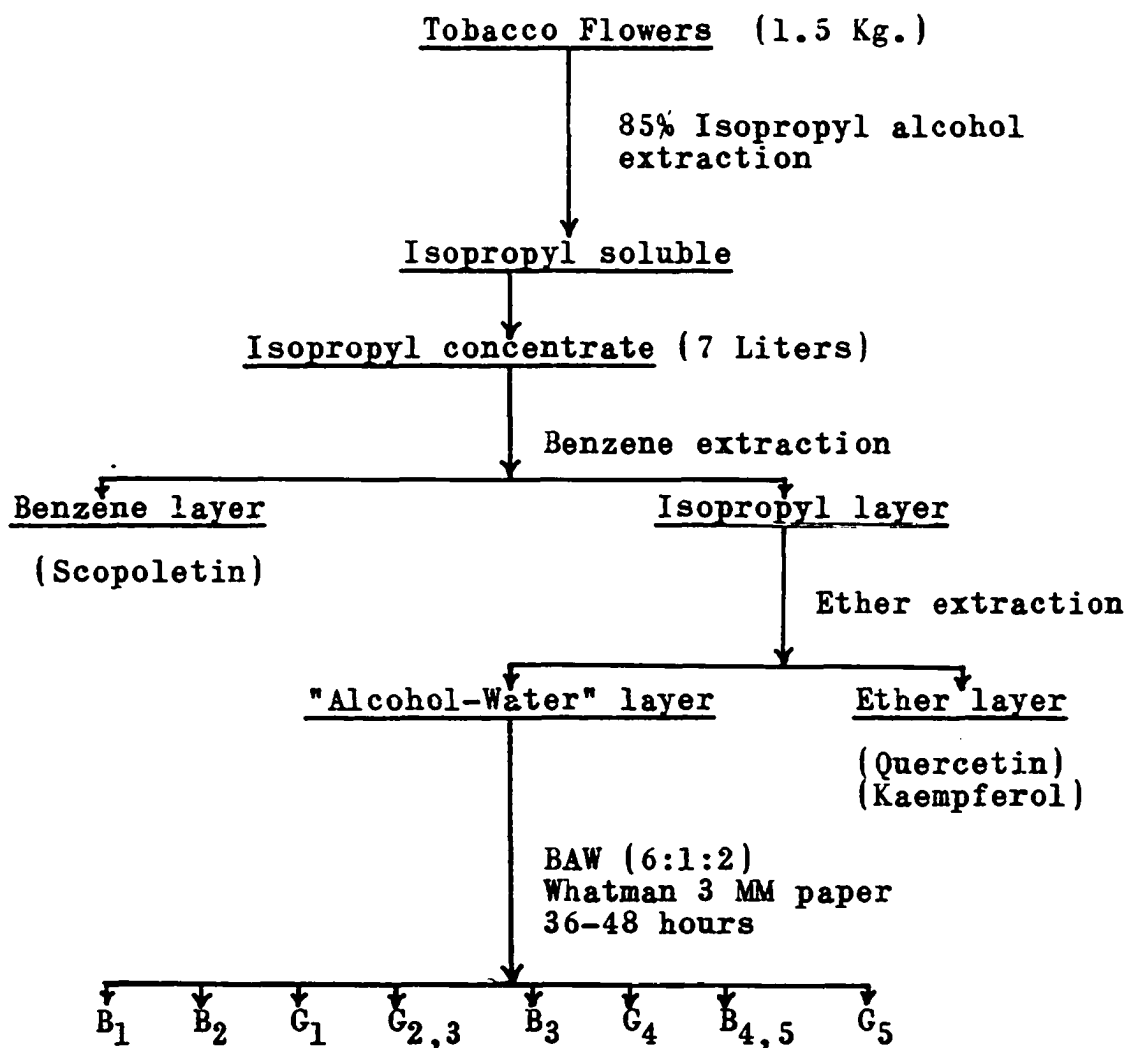 Tobacco Flowers (1.5 Kg.)
85% Isopropyl alcohol
extraction
Isopropyl soluble
Isopropyl concentrate (7 Liters)
Benzene extraction
Benzene layer
Isopropyl layer
(Scopoletin)
Ether extraction
"Alcohol-Water" layer
Ether layer
(Quercetin)
(Kaempferol)
BAW (6:1:2)
Whatman 3 MM paper
36-48 hours
B1 B2 G1 G2,3 B3 G4 B4,5 G5